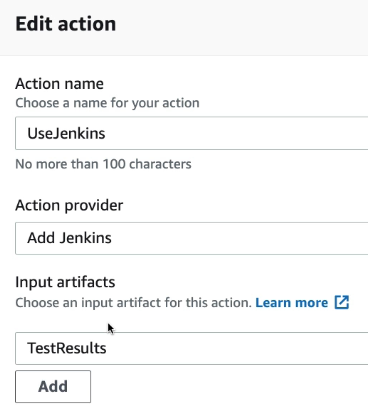 Edit action
Action name
Choose a name for your action
UseJenkins
No more than 100 characters
Action provider
Add Jenkins
Input artifacts
Choose an input artifact for this action. Learn more
TestResults
Add